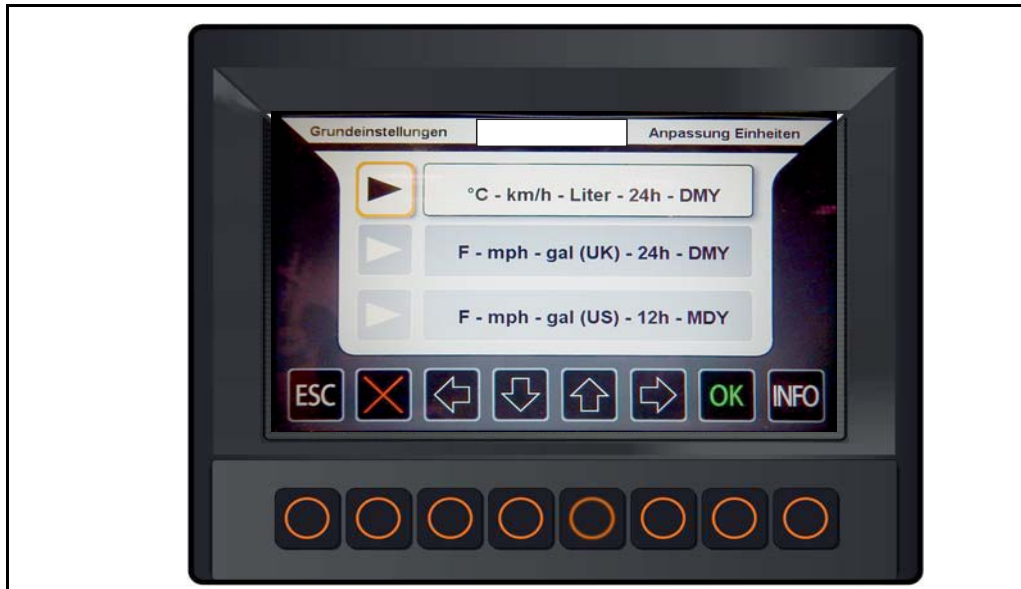 Grundeinstellungen Anpassung Einheiten
°C - km/h - Liter - 24h - DMY
F - mph - gal (UK) - 24h - DMY
F - mph - gal (US) - 12h - MDY
ESC OK INFO